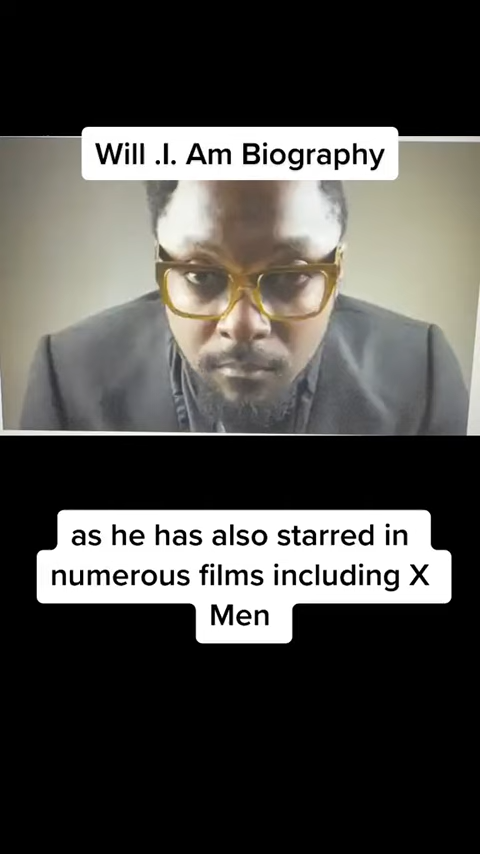 Will .I. Am Biography
as he has also starred in
numerous films including X
Men